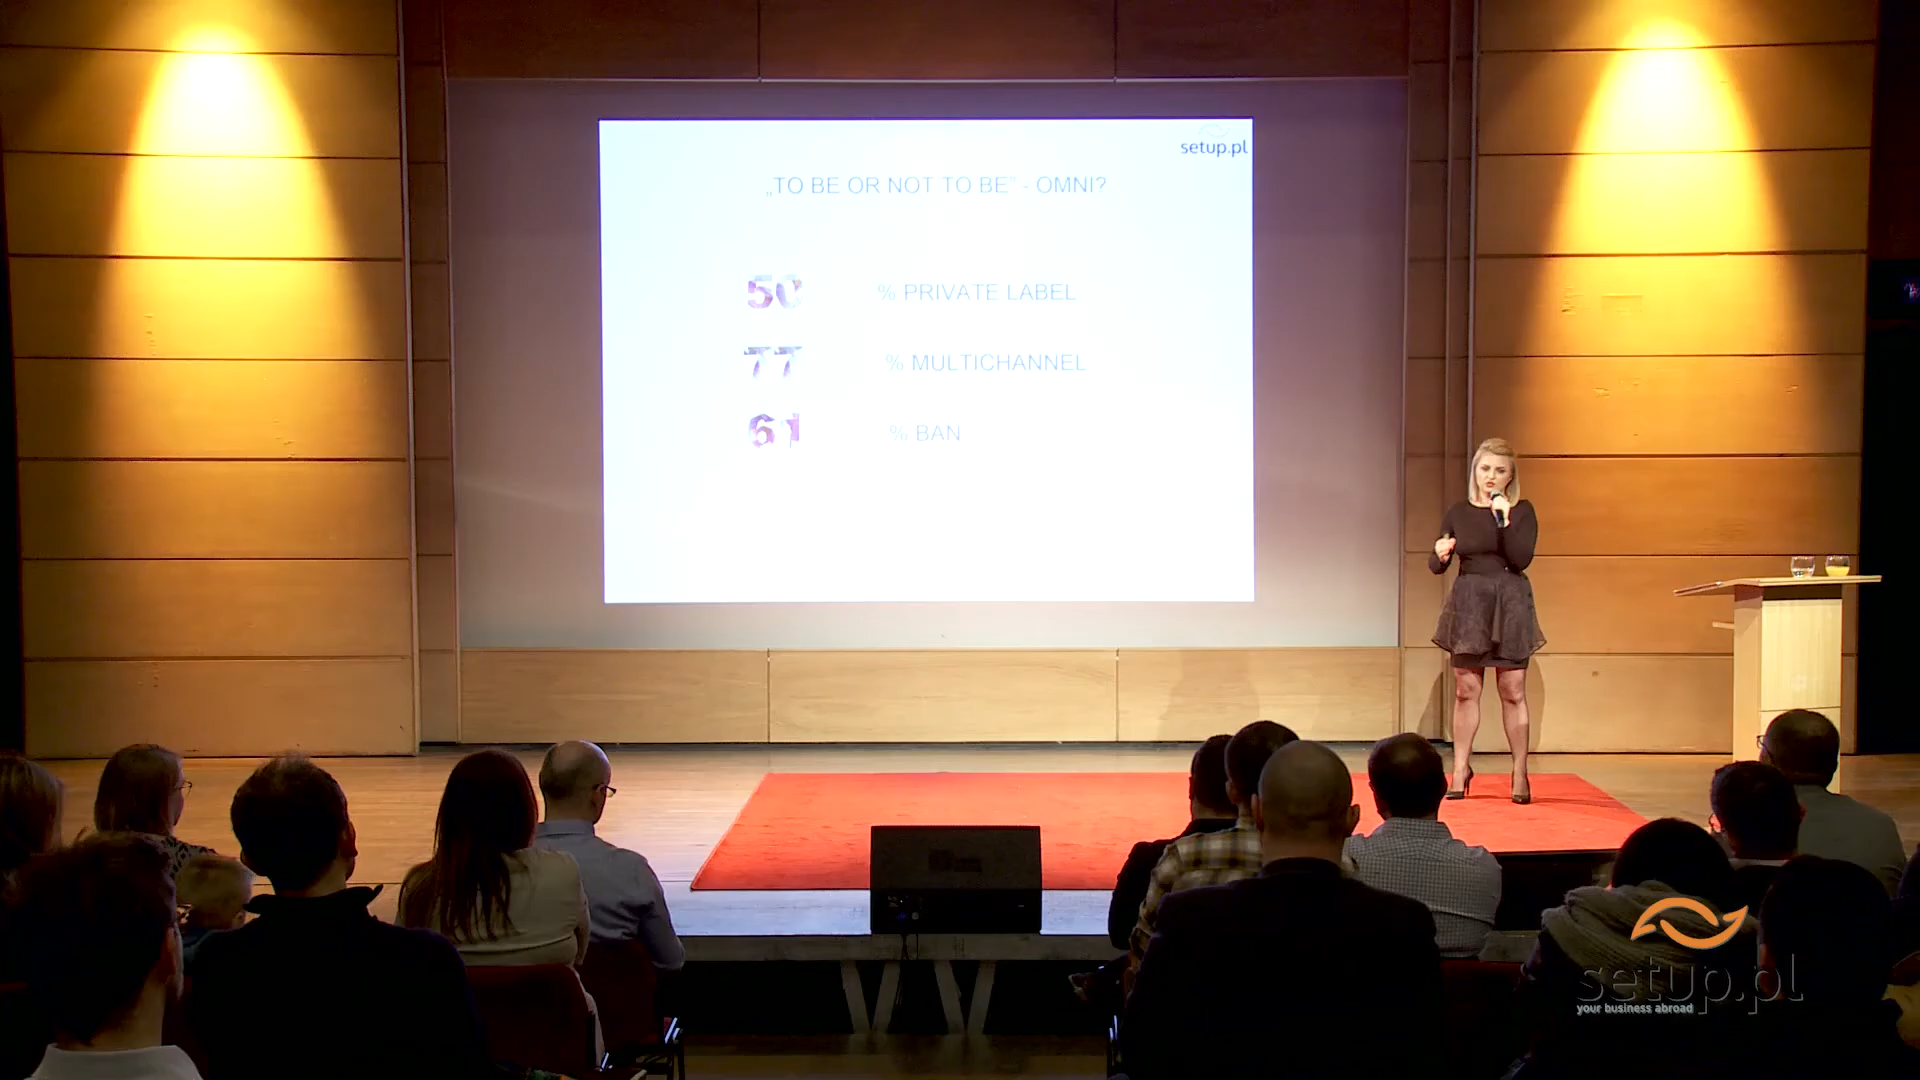 setup.pl
„TO BE OR NOT TO BE” - OMNI?
50 % PRIVATE LABEL
77 % MULTICHANNEL
61 % BAN
setup.pl
your business abroad